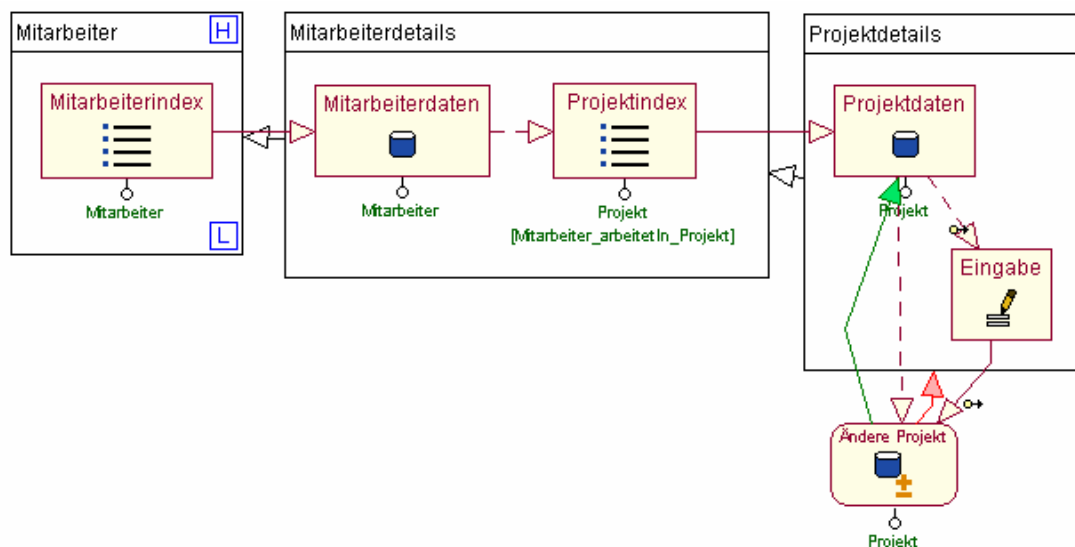 Mitarbeiter
H
Mitarbeiterindex
Mitarbeiter
L
Mitarbeiterdetails
Mitarbeiterdaten
Mitarbeiter
Projektindex
Projekt
[Mitarbeiter_arbeitetIn_Projekt]
Projektdetails
Projektdaten
Projekt
Eingabe
Ändere Projekt
Projekt